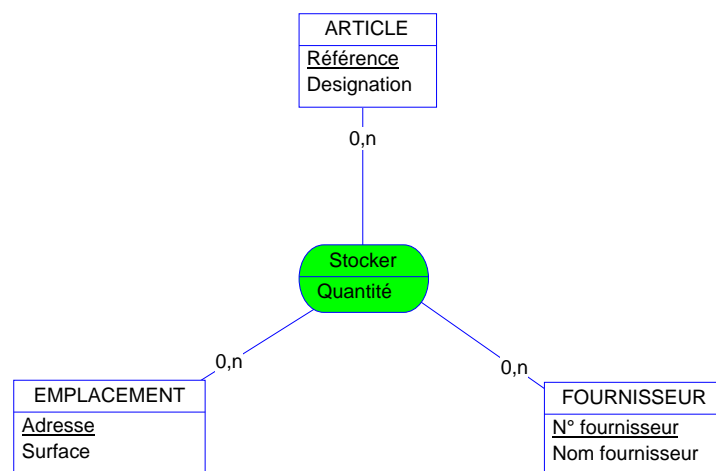 ARTICLE
Référence
Designation
0,n
Stocker
Quantité
0,n
0,n
EMPLACEMENT
Adresse
Surface
FOURNISSEUR
N° fournisseur
Nom fournisseur